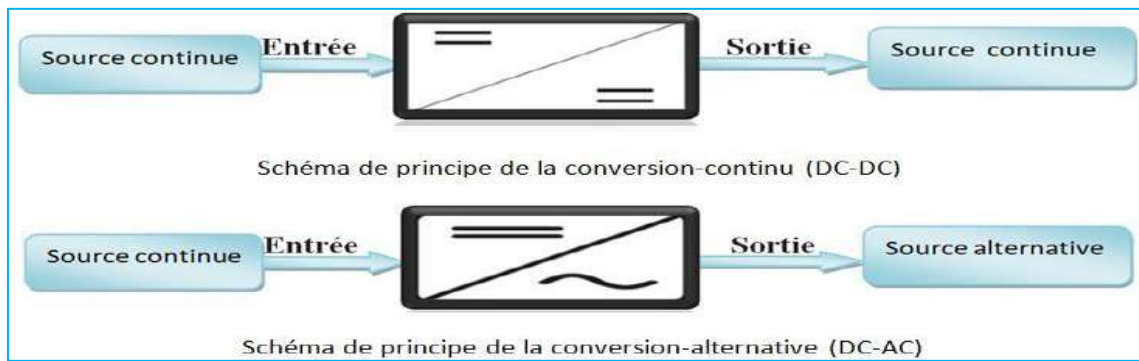 Source continue
Entrée
Sortie
Source continue
Schéma de principe de la conversion-continu (DC-DC)
Source continue
Entrée
Sortie
Source alternative
Schéma de principe de la conversion-alternative (DC-AC)